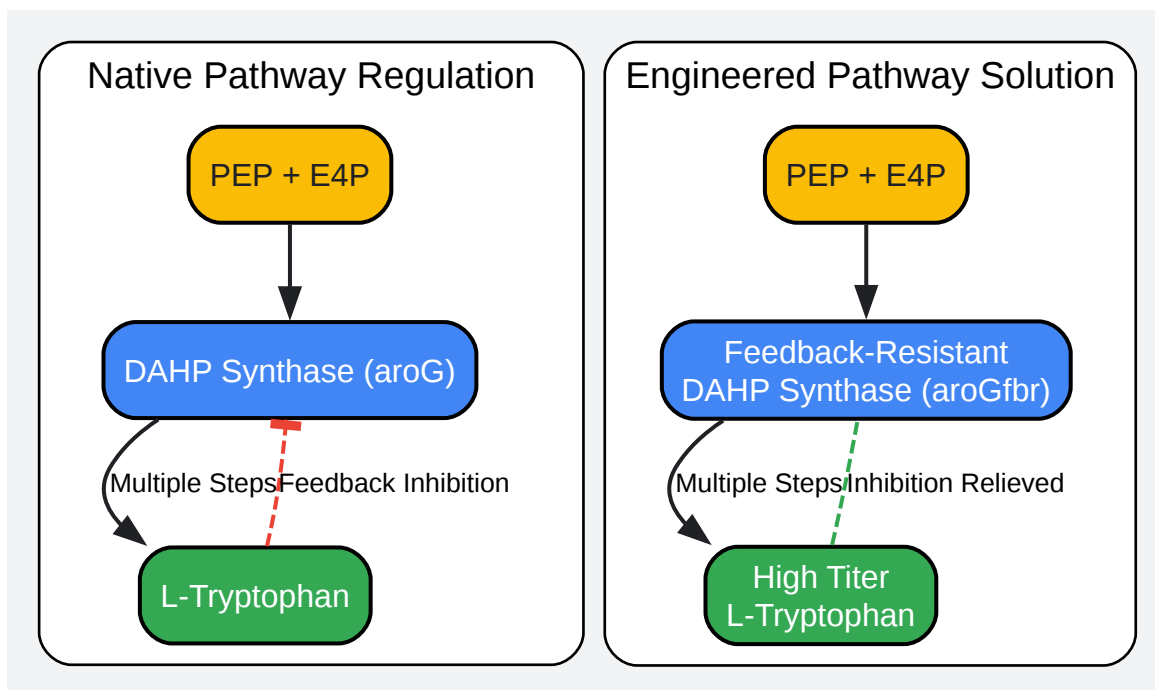 Native Pathway Regulation
PEP + E4P
DAHP Synthase (aroG)
Multiple Steps
Feedback Inhibition
L-Tryptophan
Engineered Pathway Solution
PEP + E4P
Feedback-Resistant
DAHP Synthase (aroGfbr)
Multiple Steps
Inhibition Relieved
High Titer
L-Tryptophan